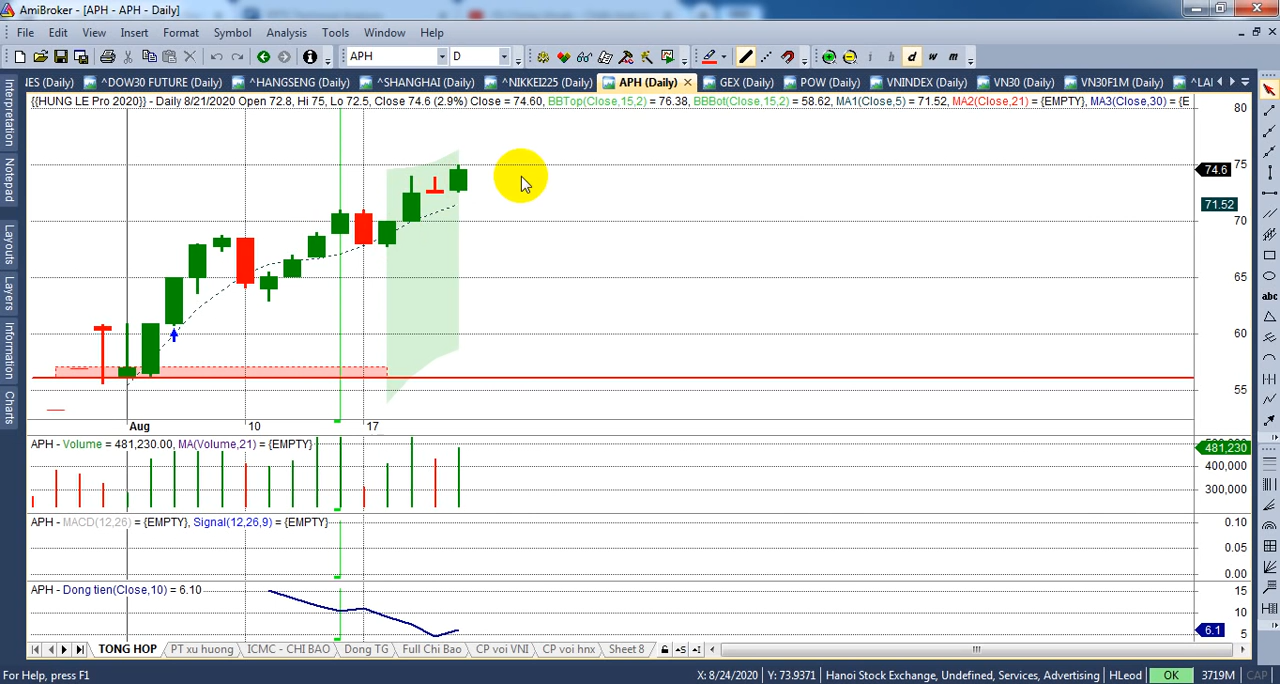 AmiBroker - [APH - APH - Daily]
File Edit View Insert Format Symbol Analysis Tools Window Help
APH D i h d w m
IES (Daily) ^DOW30 FUTURE (Daily) ^HANGSENG (Daily) ^SHANGHAI (Daily) ^NIKKEI225 (Daily) APH (Daily) GEX (Daily) POW (Daily) VNINDEX (Daily) VN30 (Daily) VN30F1M (Daily) ^LAI
{{HUNG LE Pro 2020}} - Daily 8/21/2020 Open 72.8, Hi 75, Lo 72.5, Close 74.6 (2.9%) Close = 74.60, BBTop(Close,15,2) = 76.38, BBBot(Close,15,2) = 58.62, MA1(Close,5) = 71.52, MA2(Close,21) = {EMPTY}, MA3(Close,30) = {E
80
75
74.6
71.52
70
65
60
55
Interpretation
Notepad
Layouts
Layers
Information
Charts
abc
Aug 10 17
APH - Volume = 481,230.00, MA(Volume,21) = {EMPTY}
481,230
400,000
300,000
APH - MACD(12,26) = {EMPTY}, Signal(12,26,9) = {EMPTY}
0.10
0.05
0.00
APH - Dong tien(Close,10) = 6.10
15
10
6.1
5
TONG HOP PT xu huong ICMC - CHI BAO Dong TG Full Chi Bao CP voi VNI CP voi hnx Sheet 8
For Help, press F1 X: 8/24/2020 Y: 73.9371 Hanoi Stock Exchange, Undefined, Services, Advertising HLeod OK 3719M CAP